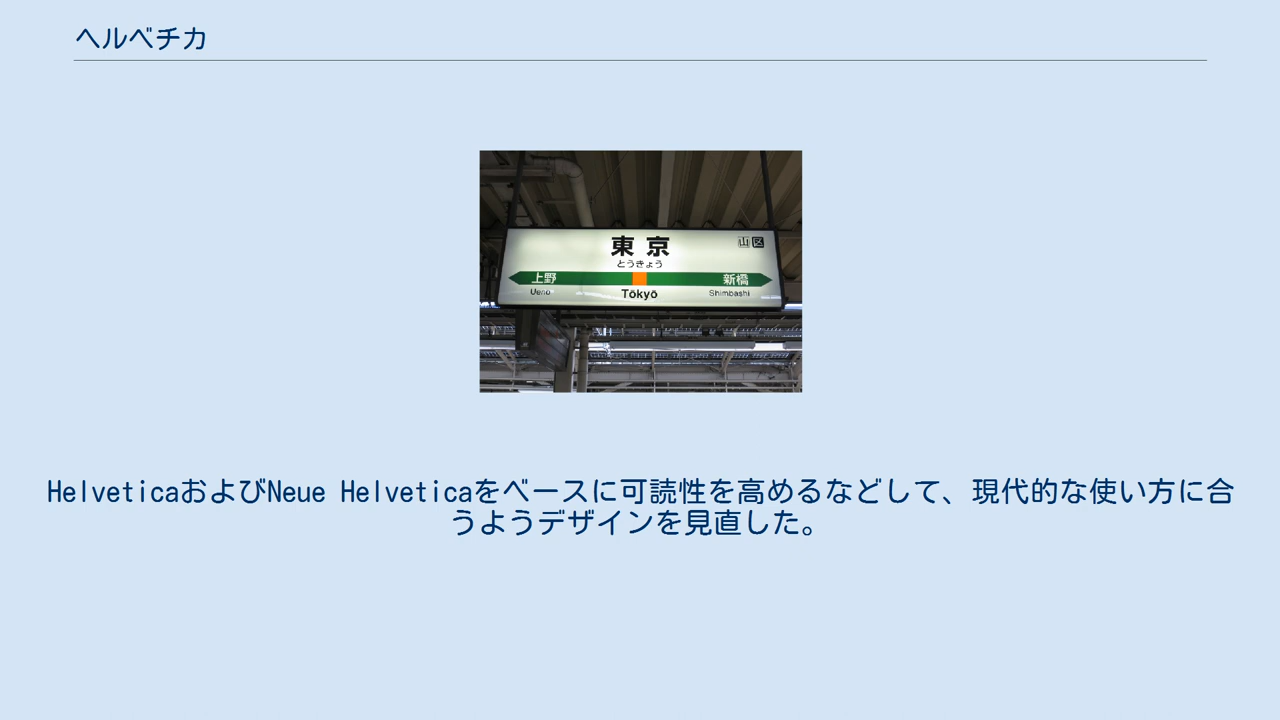 ヘルベチカ
東京
山 区
とうきょう
上野 新橋
Ueno Tōkyō Shimbashi
HelveticaおよびNeue Helveticaをベースに可読性を高めるなどして、現代的な使い方に合
うようデザインを見直した。